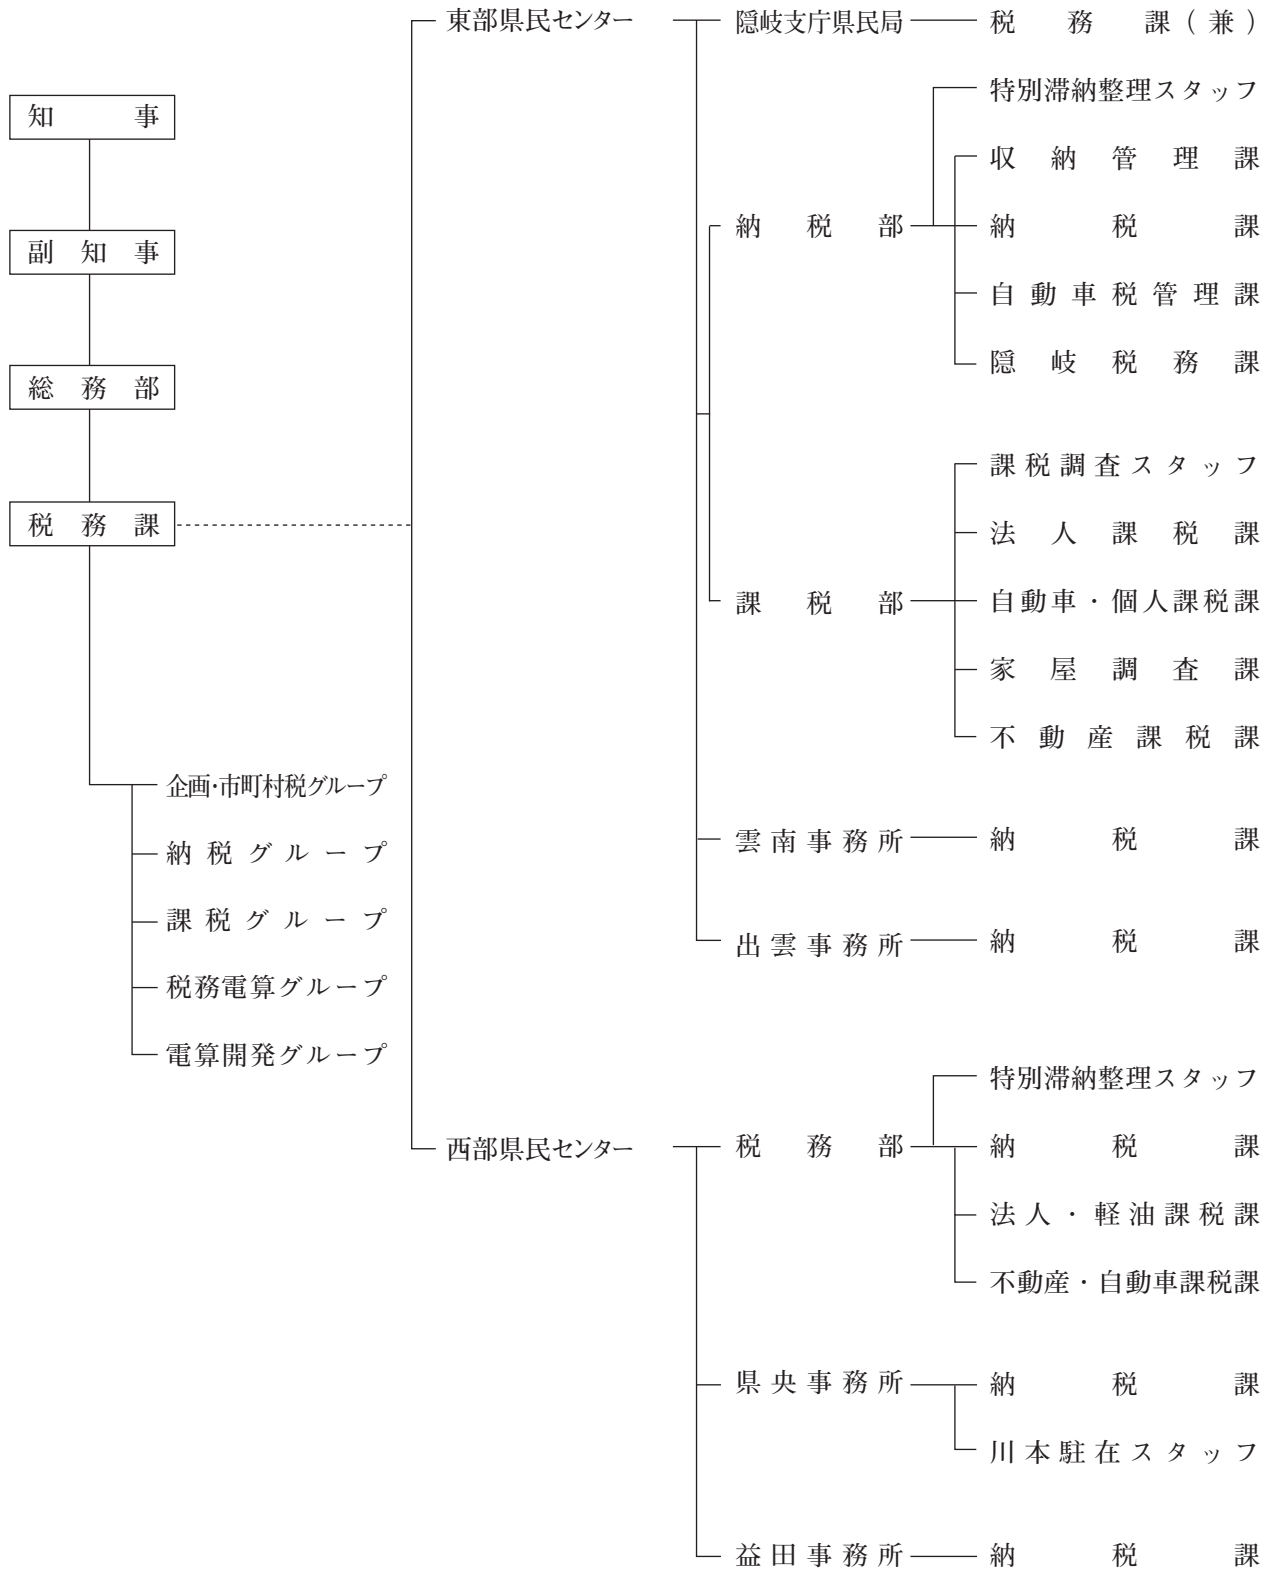 知事
副知事
総務部
税務課
企画・市町村税グループ
納税グループ
課税グループ
税務電算グループ
電算開発グループ
東部県民センター
隠岐支庁県民局
税務課(兼)
納税部
特別滞納整理スタッフ
収納管理課
納税課
自動車税管理課
隠岐税務課
課税部
課税調査スタッフ
法人課税課
自動車・個人課税課
家屋調査課
不動産課税課
雲南事務所
納税課
出雲事務所
納税課
西部県民センター
税務部
特別滞納整理スタッフ
納税課
法人・軽油課税課
不動産・自動車課税課
県央事務所
納税課
川本駐在スタッフ
益田事務所
納税課